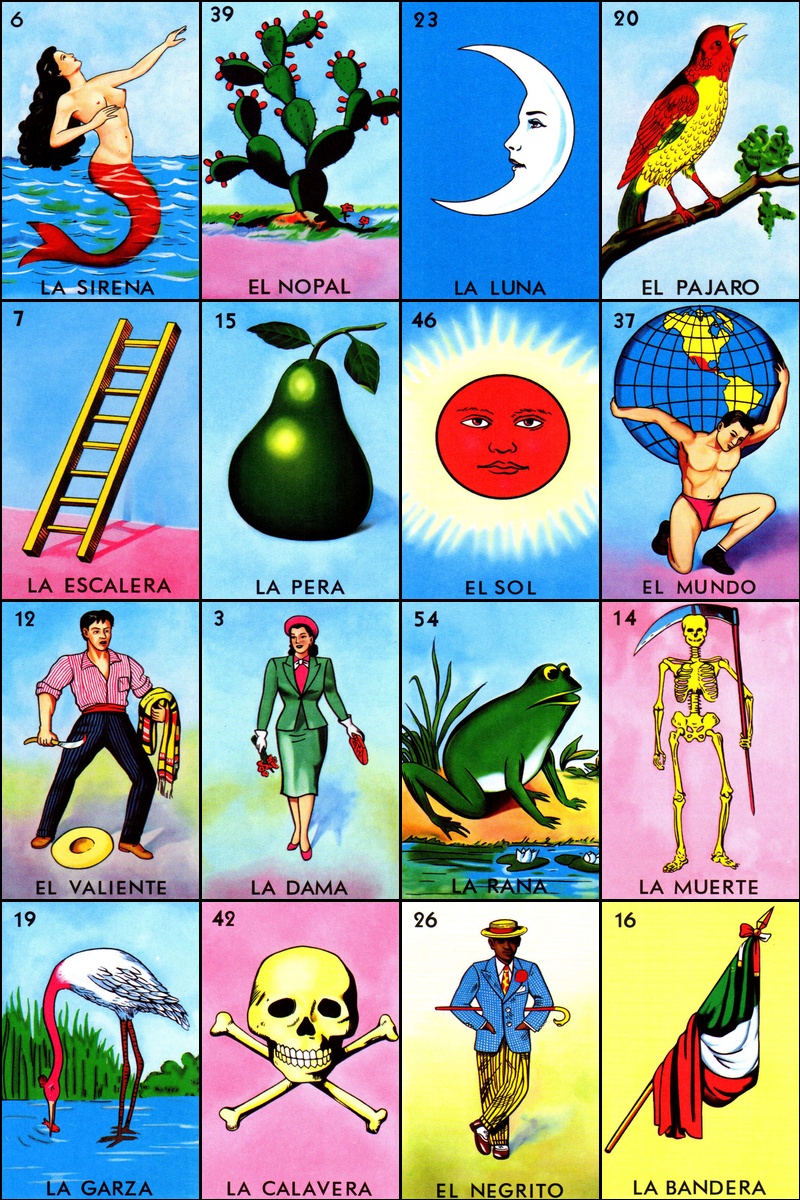 6
LA SIRENA
39
EL NOPAL
23
LA LUNA
20
EL PAJARO
7
LA ESCALERA
15
LA PERA
46
EL SOL
37
EL MUNDO
12
EL VALIENTE
3
LA DAMA
54
LA RANA
14
LA MUERTE
19
LA GARZA
42
LA CALAVERA
26
EL NEGRITO
16
LA BANDERA